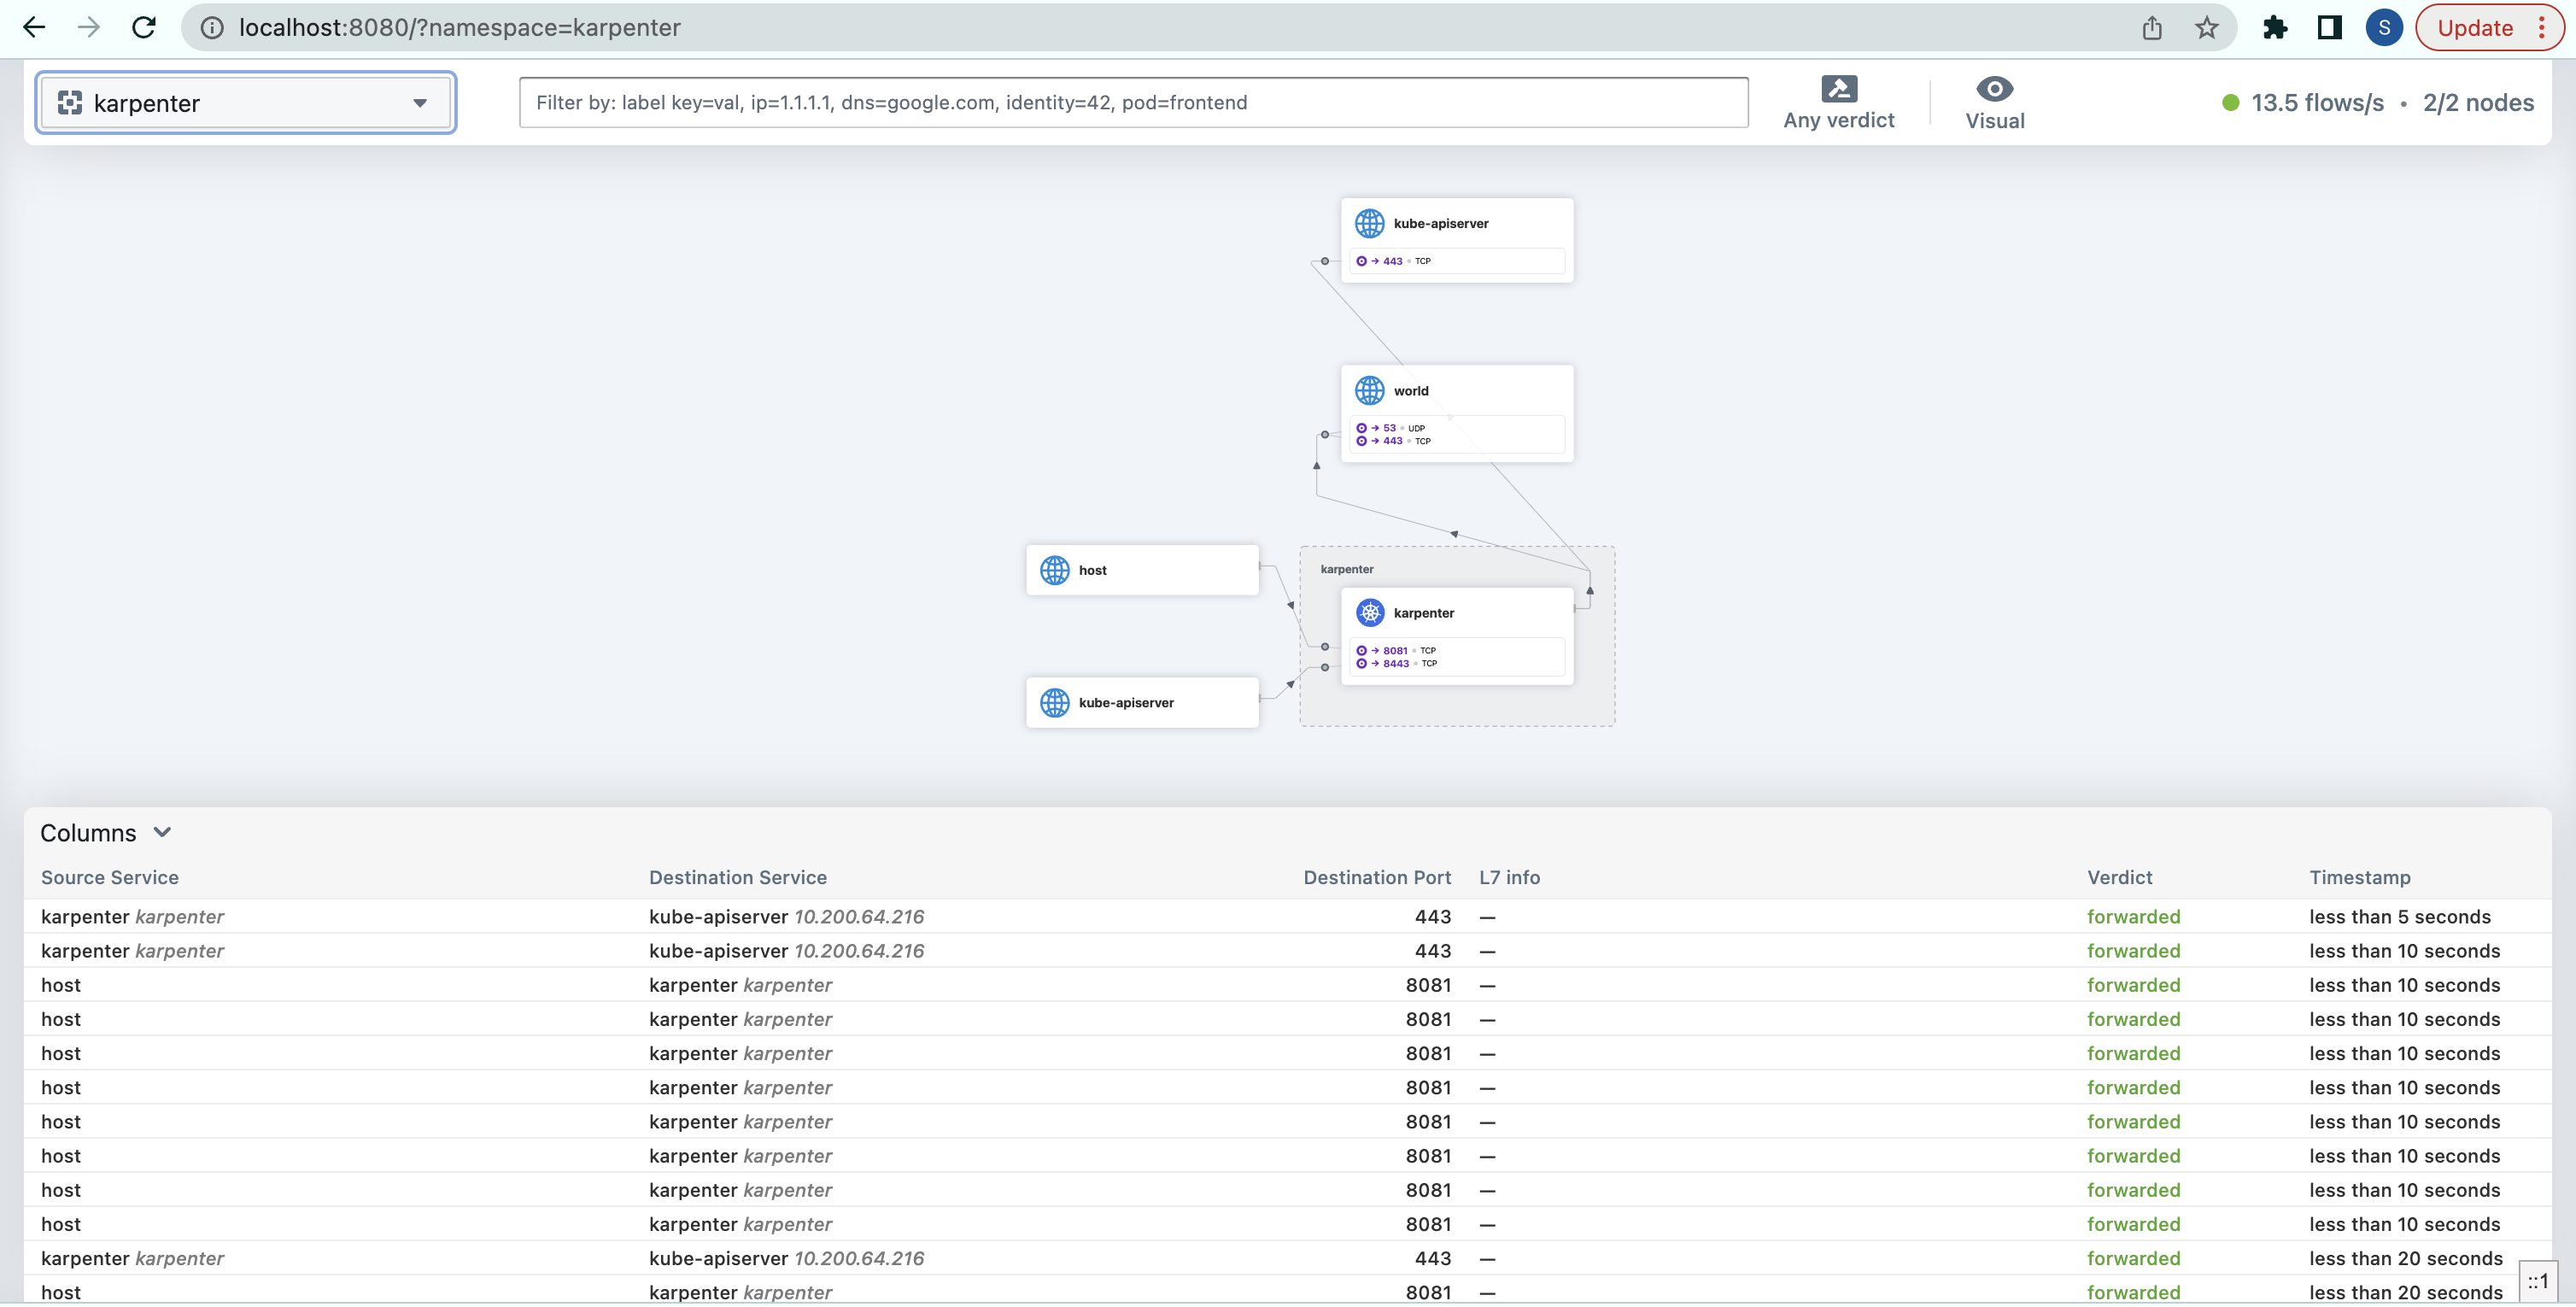 localhost:8080/?namespace=karpenter
S
Update
karpenter
Filter by: label key=val, ip=1.1.1.1, dns=google.com, identity=42, pod=frontend
Any verdict
Visual
13.5 flows/s • 2/2 nodes
kube-apiserver
→ 443 • TCP
world
→ 53 • UDP
→ 443 • TCP
host
karpenter
karpenter
→ 8081 • TCP
→ 8443 • TCP
kube-apiserver
Columns
Source Service Destination Service Destination Port L7 info Verdict Timestamp
karpenter karpenter kube-apiserver 10.200.64.216 443 — forwarded less than 5 seconds
karpenter karpenter kube-apiserver 10.200.64.216 443 — forwarded less than 10 seconds
host karpenter karpenter 8081 — forwarded less than 10 seconds
host karpenter karpenter 8081 — forwarded less than 10 seconds
host karpenter karpenter 8081 — forwarded less than 10 seconds
host karpenter karpenter 8081 — forwarded less than 10 seconds
host karpenter karpenter 8081 — forwarded less than 10 seconds
host karpenter karpenter 8081 — forwarded less than 10 seconds
host karpenter karpenter 8081 — forwarded less than 10 seconds
host karpenter karpenter 8081 — forwarded less than 10 seconds
karpenter karpenter kube-apiserver 10.200.64.216 443 — forwarded less than 20 seconds
host karpenter karpenter 8081 — forwarded less than 20 seconds
::1